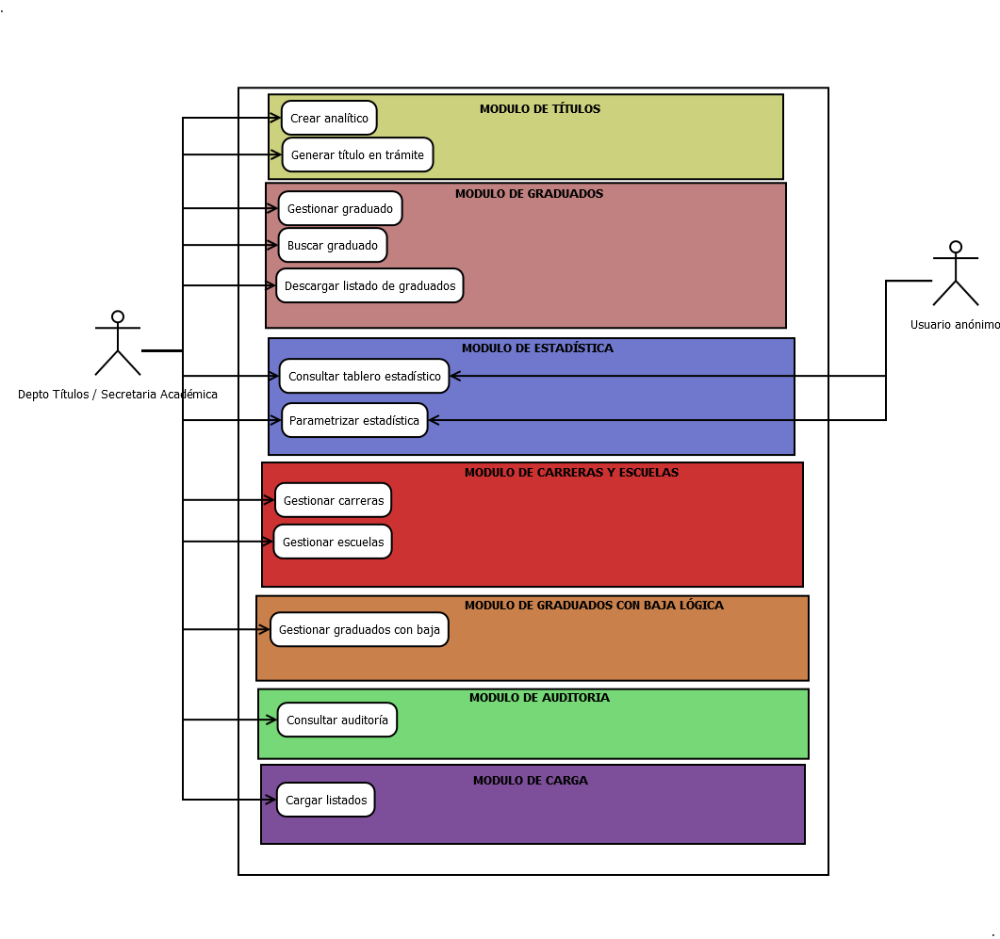 MODULO DE TÍTULOS
Crear analítico
Generar título en trámite
MODULO DE GRADUADOS
Gestionar graduado
Buscar graduado
Descargar listado de graduados
Usuario anónimo
Depto Títulos / Secretaria Académica
MODULO DE ESTADÍSTICA
Consultar tablero estadístico
Parametrizar estadística
MODULO DE CARRERAS Y ESCUELAS
Gestionar carreras
Gestionar escuelas
MODULO DE GRADUADOS CON BAJA LÓGICA
Gestionar graduados con baja
MODULO DE AUDITORIA
Consultar auditoría
MODULO DE CARGA
Cargar listados